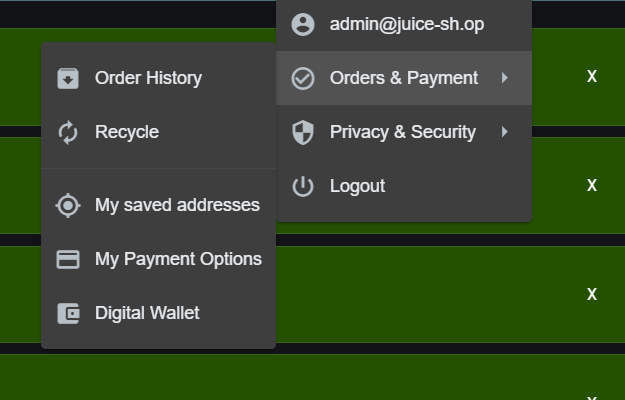 admin@juice-sh.op
Orders & Payment
Privacy & Security
Logout
Order History
Recycle
My saved addresses
My Payment Options
Digital Wallet
X
X
X